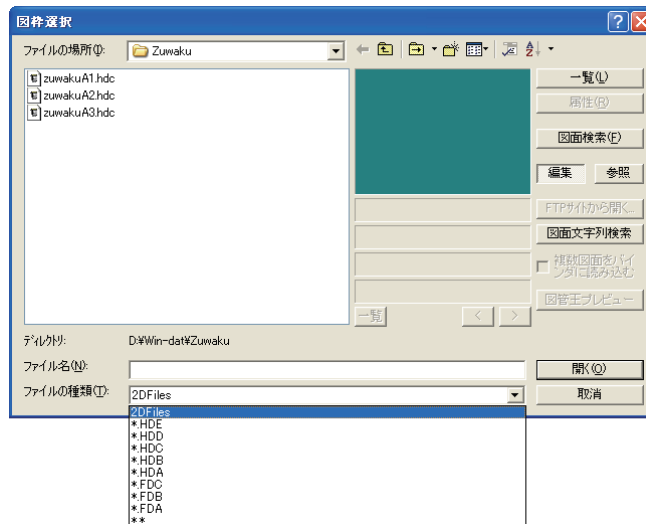 図枠選択
ファイルの場所(I):
Zuwaku
zuwakuA1.hdc
zuwakuA2.hdc
zuwakuA3.hdc
一覧
一覧(L)
属性(R)
図面検索(F)
編集
参照
FTPサイトから開く...
図面文字列検索
複数図面をバイ
ンダに読み込む
図管王プレビュー
ディレクトリ:
D:¥Win-dat¥Zuwaku
ファイル名(N):
開く(O)
ファイルの種類(T):
2DFiles
取消
2DFiles
*.HDE
*.HDD
*.HDC
*.HDB
*.HDA
*.FDC
*.FDB
*.FDA